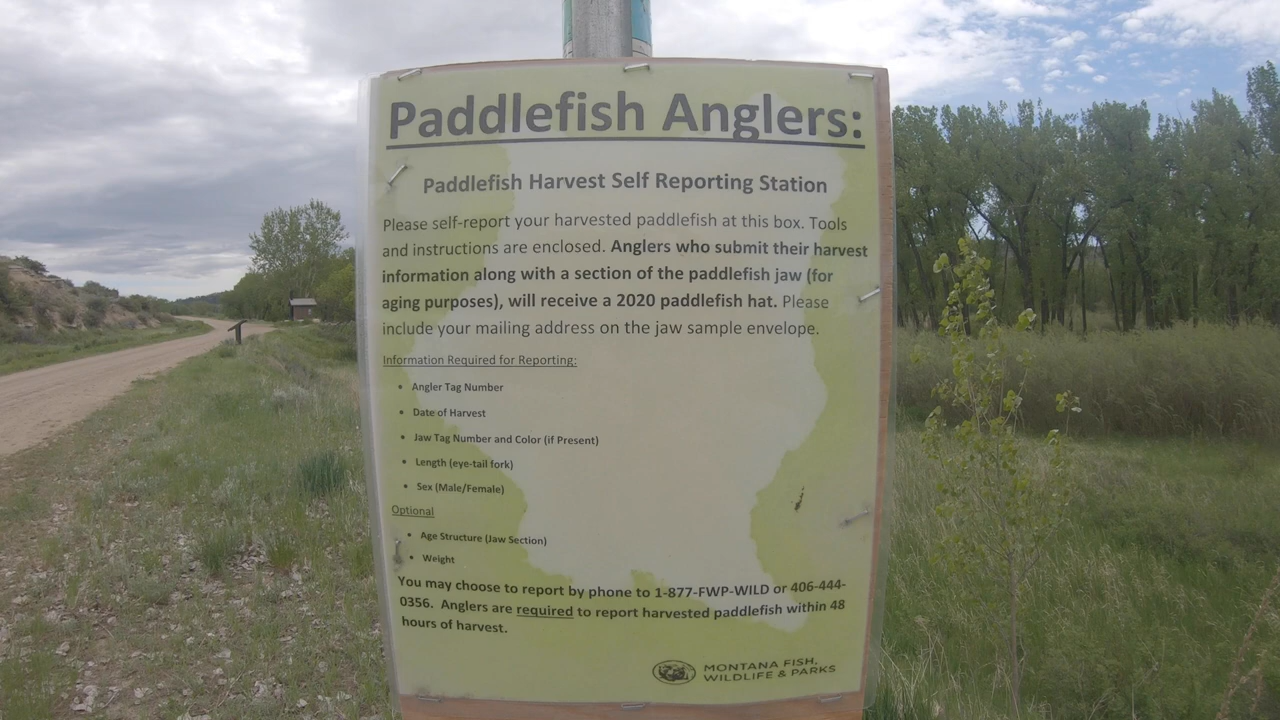 Paddlefish Anglers:
Paddlefish Harvest Self Reporting Station
Please self-report your harvested paddlefish at this box. Tools
and instructions are enclosed. Anglers who submit their harvest
information along with a section of the paddlefish jaw (for
aging purposes), will receive a 2020 paddlefish hat. Please
include your mailing address on the jaw sample envelope.
Information Required for Reporting:
• Angler Tag Number
• Date of Harvest
• Jaw Tag Number and Color (if Present)
• Length (eye-tail fork)
• Sex (Male/Female)
Optional
• Age Structure (Jaw Section)
• Weight
You may choose to report by phone to 1-877-FWP-WILD or 406-444-
0356. Anglers are required to report harvested paddlefish within 48
hours of harvest.
MONTANA FISH,
WILDLIFE & PARKS